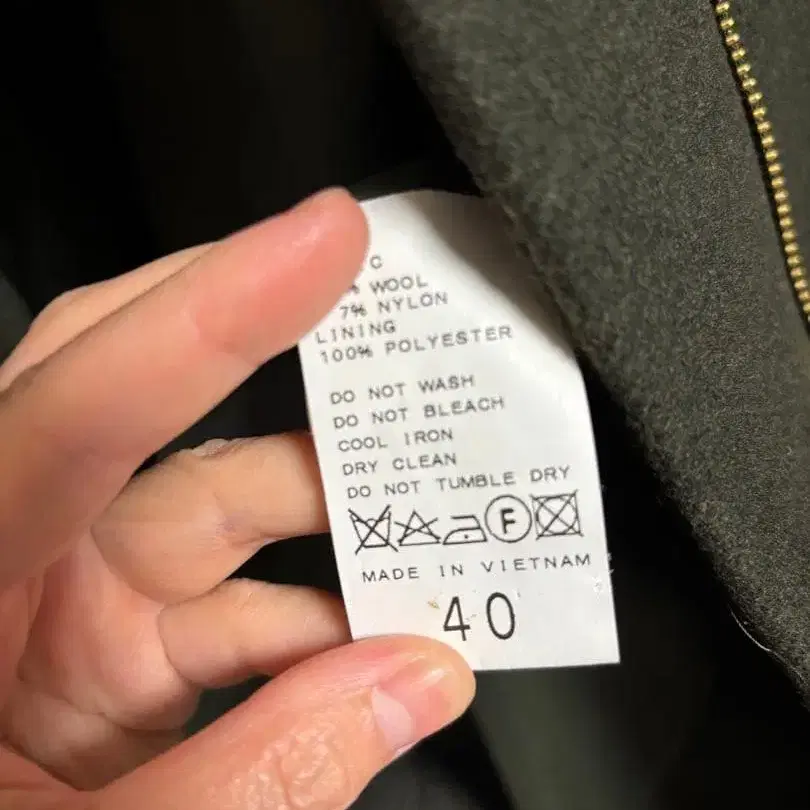 C
% WOOL
7% NYLON
LINING
100% POLYESTER
DO NOT WASH
DO NOT BLEACH
COOL IRON
DRY CLEAN
DO NOT TUMBLE DRY
F
MADE IN VIETNAM
40